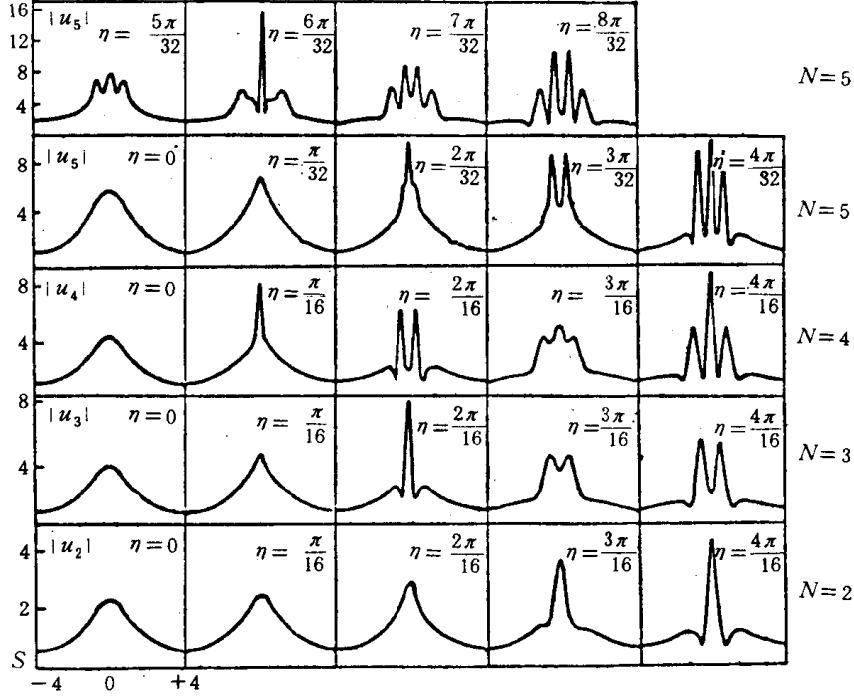 16 |u₅| η = 5π/32 η = 6π/32 η = 7π/32 η = 8π/32
12
8 N = 5
4
8 |u₅| η = 0 η = π/32 η = 2π/32 η = 3π/32 η = 4π/32
4 N = 5
8 |u₄| η = 0 η = π/16 η = 2π/16 η = 3π/16 η = 4π/16
4 N = 4
8 |u₃| η = 0 η = π/16 η = 2π/16 η = 3π/16 η = 4π/16
4 N = 3
4 |u₂| η = 0 η = π/16 η = 2π/16 η = 3π/16 η = 4π/16
2 N = 2
S
−4 0 +4